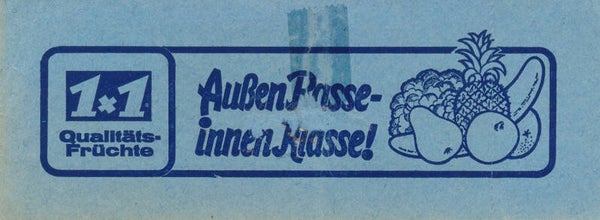 1x1
Qualitäts-
Früchte
Außen Rasse-
innen Klasse!